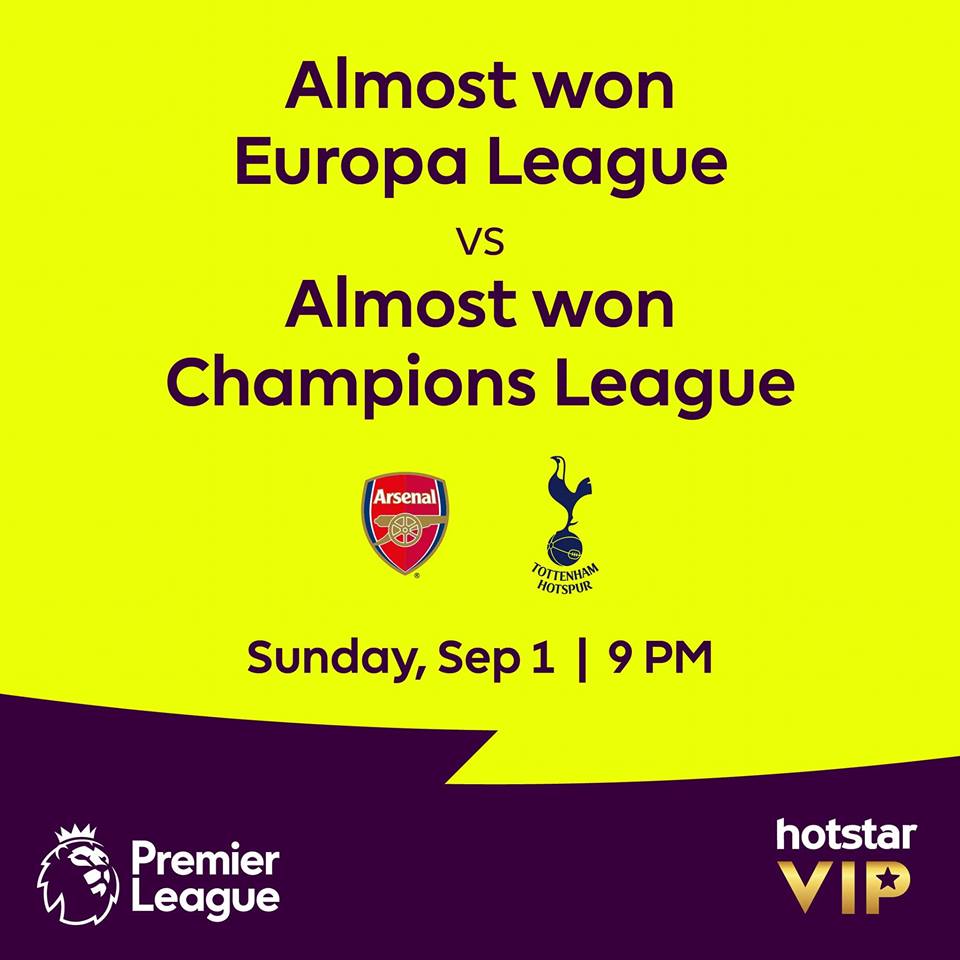 Almost won
Europa League
vs
Almost won
Champions League
Arsenal
®
TOTTENHAM
HOTSPUR
Sunday, Sep 1 | 9 PM
Premier
League
hotstar
VIP